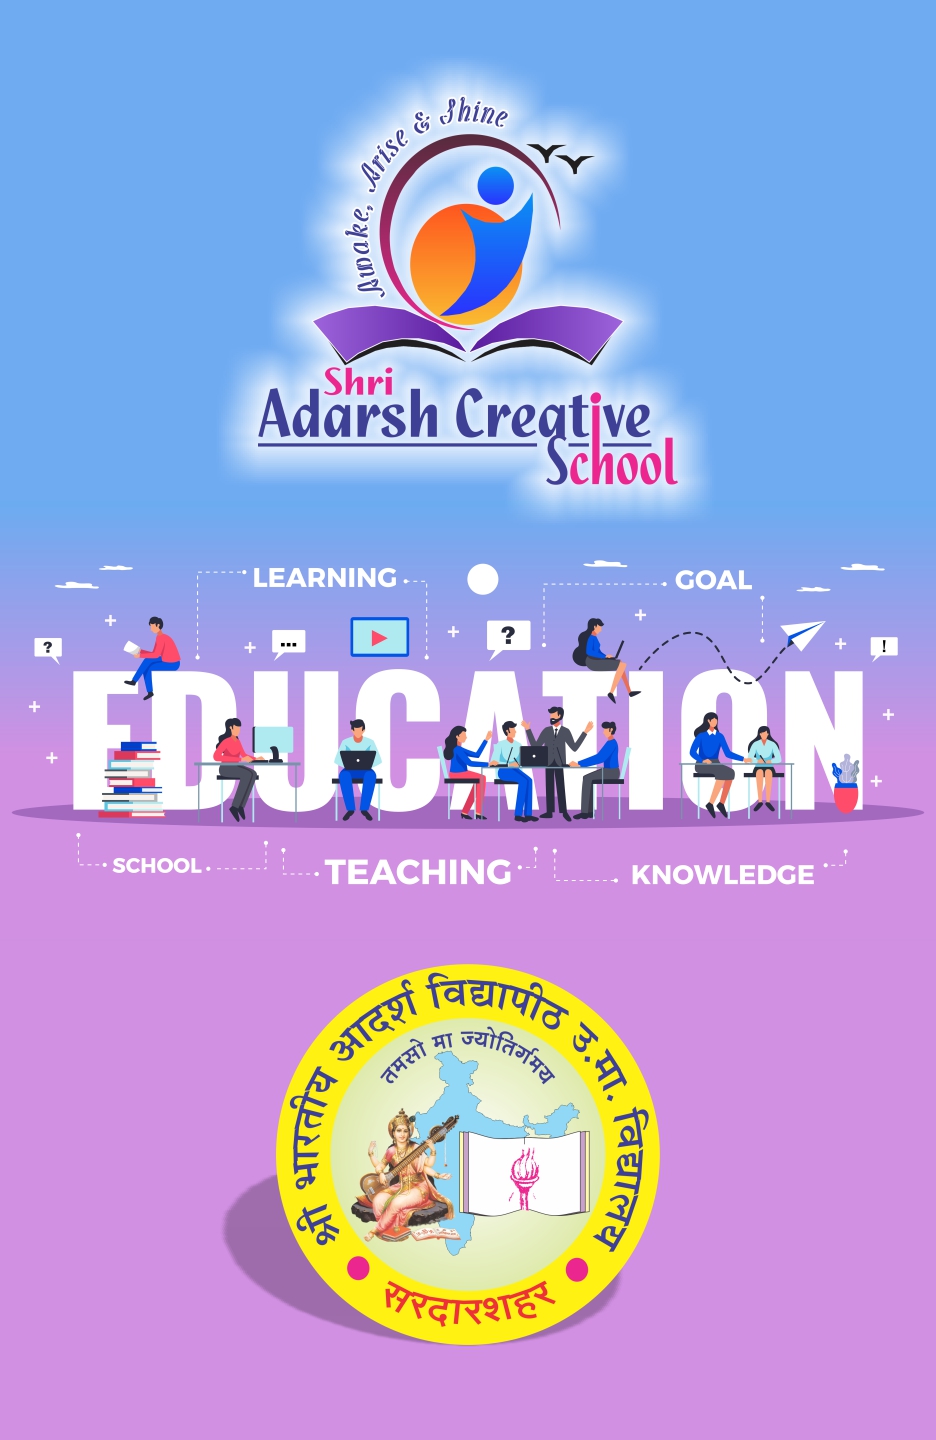 Awake, Arise & Shine
Shri
Adarsh Creative
School
LEARNING
GOAL
?
...
?
!
EDUCATION
SCHOOL
TEACHING
KNOWLEDGE
श्री भारतीय आदर्श विद्यापीठ उ.मा. विद्यालय
तमसो मा ज्योतिर्गमय
सरदारशहर